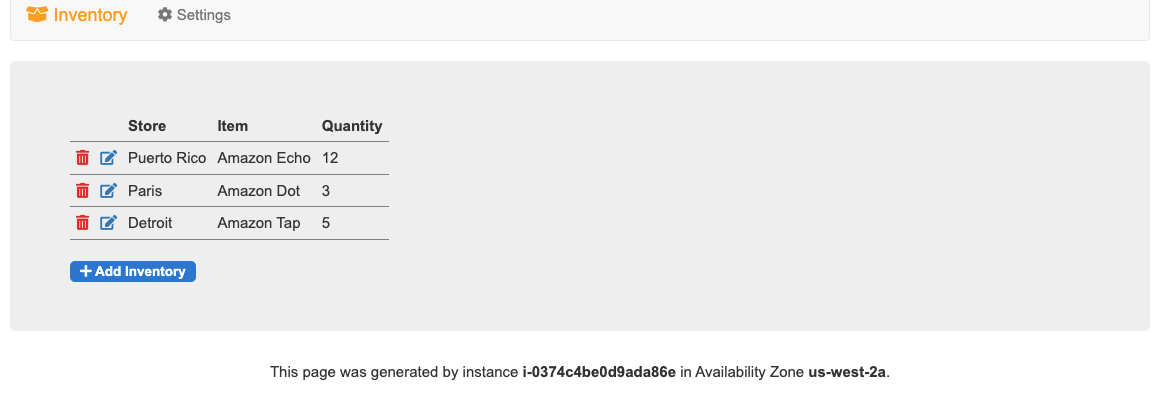 Inventory Settings
Store Item Quantity
Puerto Rico Amazon Echo 12
Paris Amazon Dot 3
Detroit Amazon Tap 5
Add Inventory
This page was generated by instance i-0374c4be0d9ada86e in Availability Zone us-west-2a.